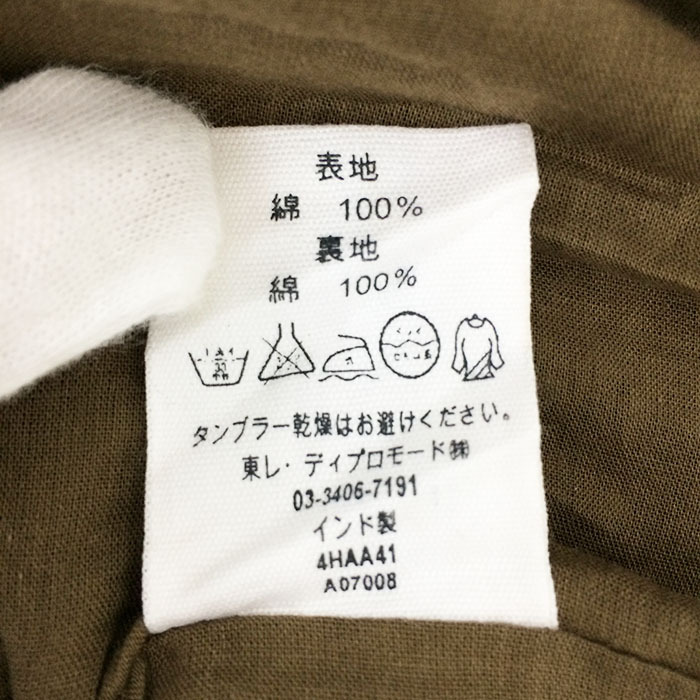 表地
綿 100%
裏地
綿 100%
タンブラー乾燥はお避けください。
東レ・ディプロモード㈱
03-3406-7191
インド製
4HAA41
A07008